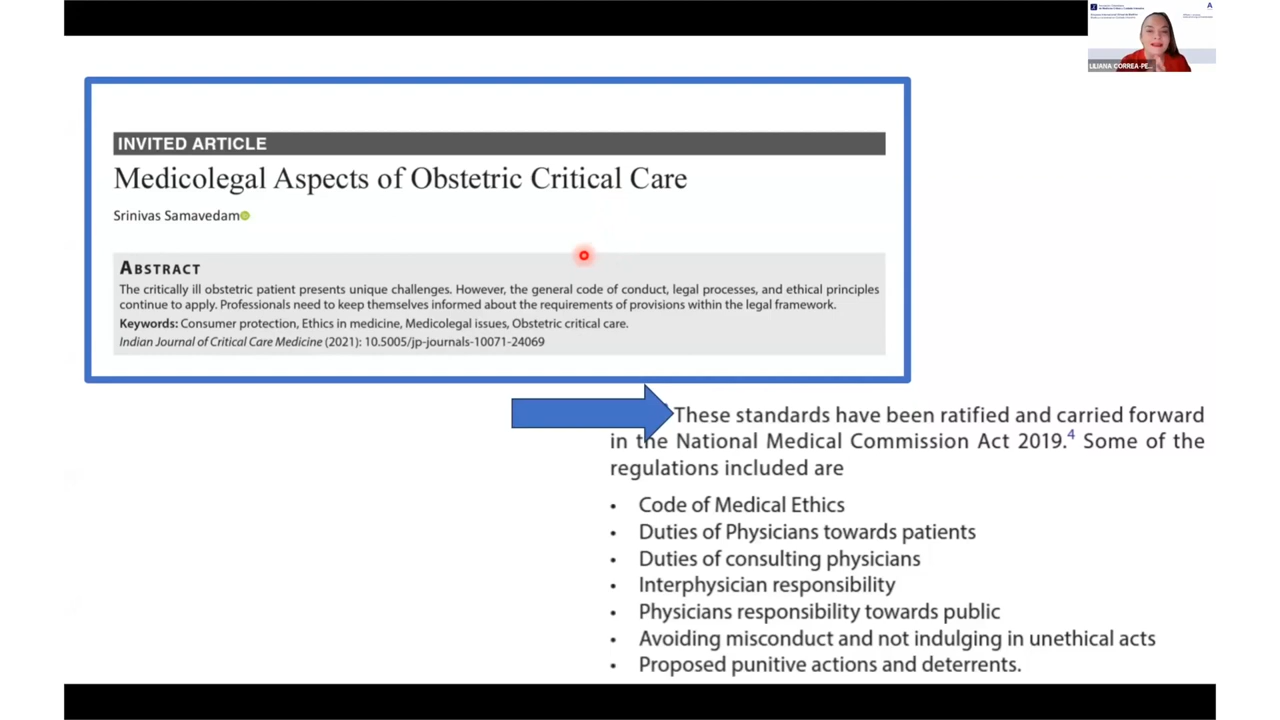 INVITED ARTICLE
Medicolegal Aspects of Obstetric Critical Care
Srinivas Samavedam
ABSTRACT
The critically ill obstetric patient presents unique challenges. However, the general code of conduct, legal processes, and ethical principles
continue to apply. Professionals need to keep themselves informed about the requirements of provisions within the legal framework.
Keywords: Consumer protection, Ethics in medicine, Medicolegal issues, Obstetric critical care.
Indian Journal of Critical Care Medicine (2021): 10.5005/jp-journals-10071-24069
These standards have been ratified and carried forward
in the National Medical Commission Act 2019.4 Some of the
regulations included are
• Code of Medical Ethics
• Duties of Physicians towards patients
• Duties of consulting physicians
• Interphysician responsibility
• Physicians responsibility towards public
• Avoiding misconduct and not indulging in unethical acts
• Proposed punitive actions and deterrents.
LILIANA CORREA-PE...